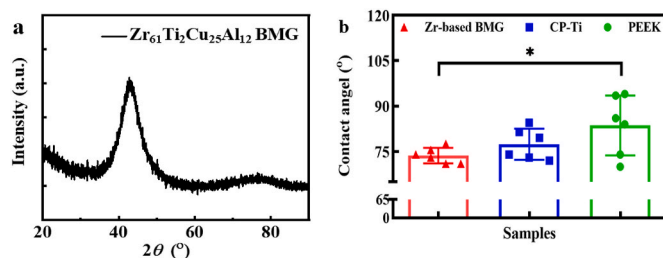 a
Zr61Ti2Cu25Al12 BMG
Intensity (a.u.)
20
40
60
80
2θ (°)
b
Zr-based BMG
CP-Ti
PEEK
*
Contact angel (°)
120
105
90
75
65
0
Samples